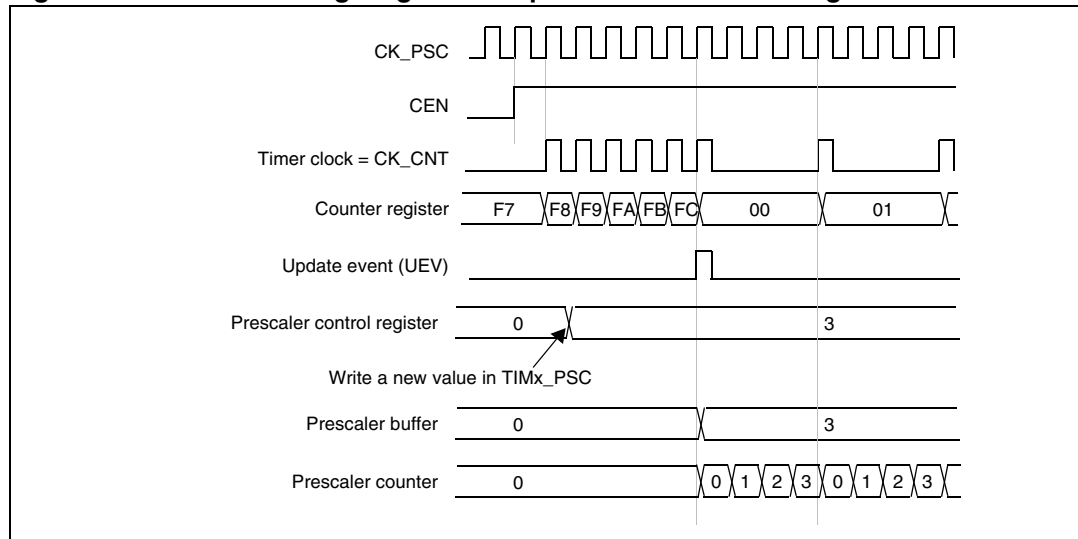 CK_PSC
CEN
Timer clock = CK_CNT
Counter register F7 F8 F9 FA FB FC 00 01
Update event (UEV)
Prescaler control register 0 3
Write a new value in TIMx_PSC
Prescaler buffer 0 3
Prescaler counter 0 0 1 2 3 0 1 2 3